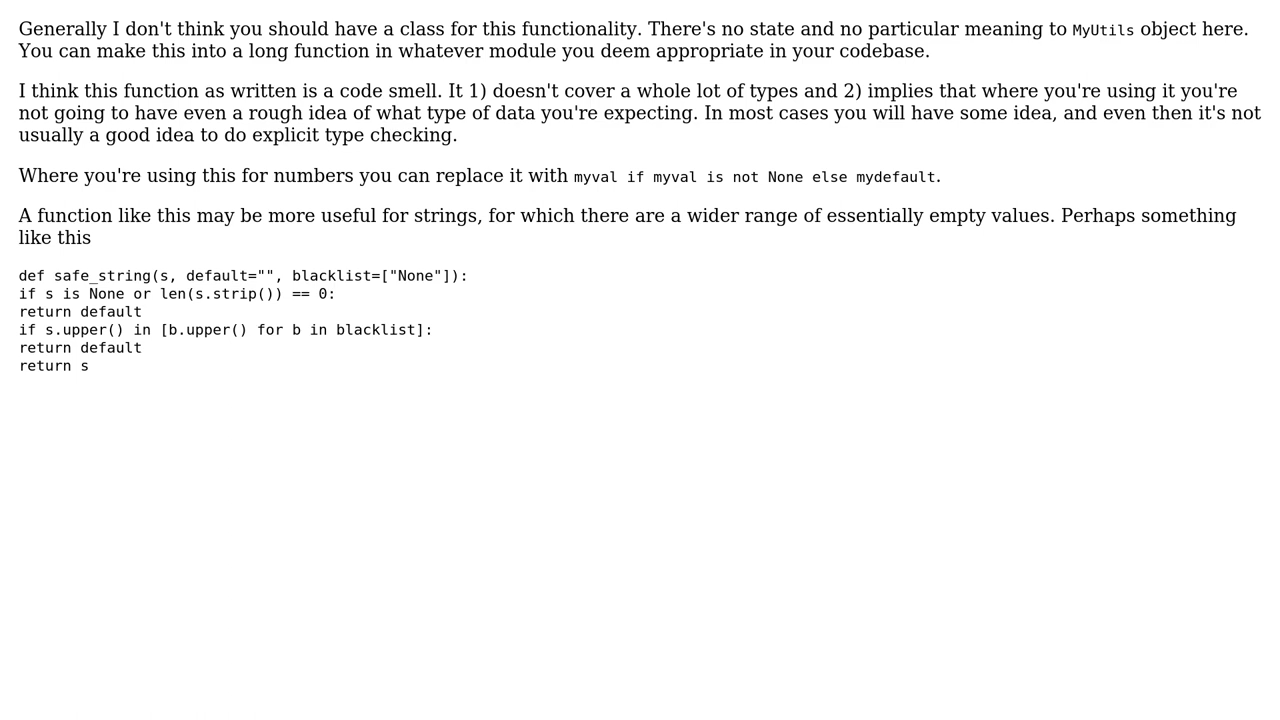 Generally I don't think you should have a class for this functionality. There's no state and no particular meaning to MyUtils object here.
You can make this into a long function in whatever module you deem appropriate in your codebase.
I think this function as written is a code smell. It 1) doesn't cover a whole lot of types and 2) implies that where you're using it you're
not going to have even a rough idea of what type of data you're expecting. In most cases you will have some idea, and even then it's not
usually a good idea to do explicit type checking.
Where you're using this for numbers you can replace it with myval if myval is not None else mydefault.
A function like this may be more useful for strings, for which there are a wider range of essentially empty values. Perhaps something
like this
def safe_string(s, default="", blacklist=["None"]):
if s is None or len(s.strip()) == 0:
return default
if s.upper() in [b.upper() for b in blacklist]:
return default
return s